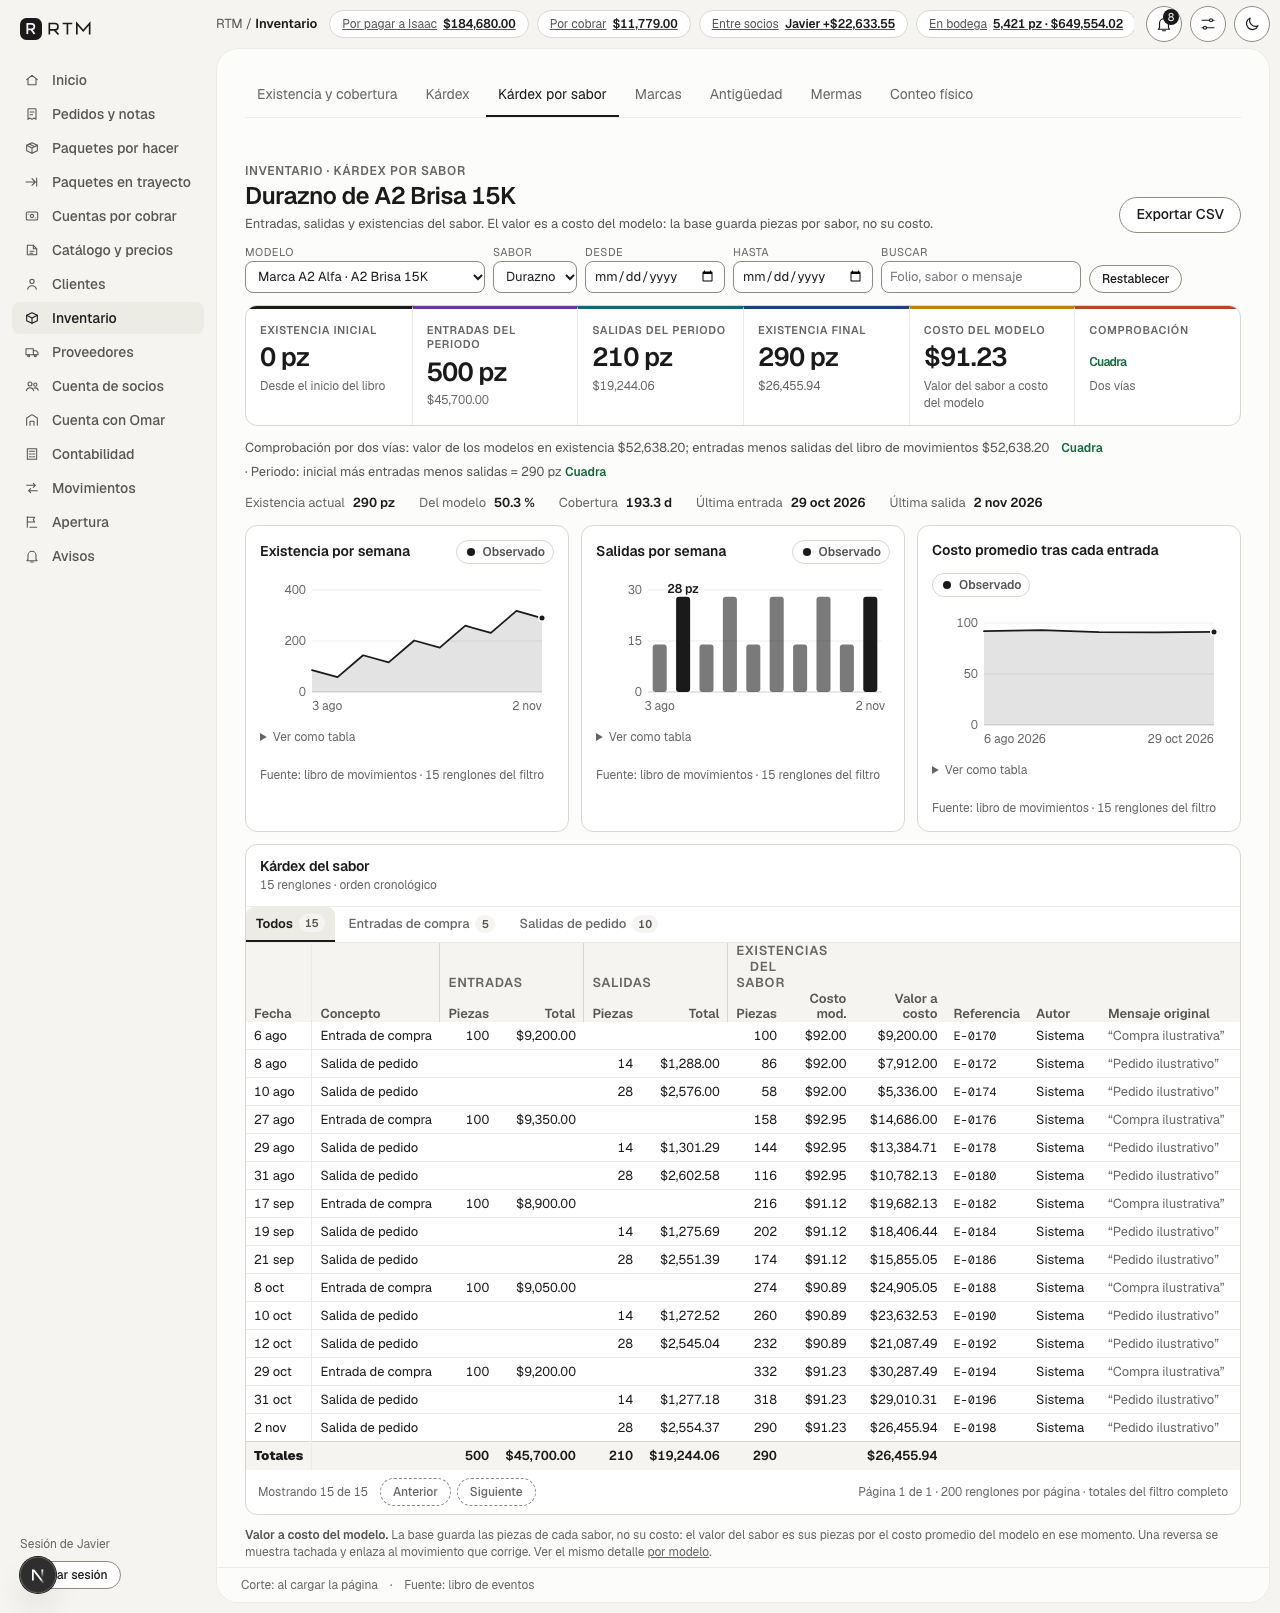 R RTM
RTM / Inventario
Por pagar a Isaac $184,680.00
Por cobrar $11,779.00
Entre socios Javier +$22,633.55
En bodega 5,421 pz · $649,554.02
8
Inicio
Pedidos y notas
Paquetes por hacer
Paquetes en trayecto
Cuentas por cobrar
Catálogo y precios
Clientes
Inventario
Proveedores
Cuenta de socios
Cuenta con Omar
Contabilidad
Movimientos
Apertura
Avisos
Sesión de Javier
N ar sesión
Existencia y cobertura Kárdex Kárdex por sabor Marcas Antigüedad Mermas Conteo físico
INVENTARIO · KÁRDEX POR SABOR
Durazno de A2 Brisa 15K
Entradas, salidas y existencias del sabor. El valor es a costo del modelo: la base guarda piezas por sabor, no su costo.
Exportar CSV
MODELO SABOR DESDE HASTA BUSCAR
Marca A2 Alfa · A2 Brisa 15K Durazno mm/dd/yyyy mm/dd/yyyy Folio, sabor o mensaje Restablecer
EXISTENCIA INICIAL
0 pz
Desde el inicio del libro
ENTRADAS DEL PERIODO
500 pz
$45,700.00
SALIDAS DEL PERIODO
210 pz
$19,244.06
EXISTENCIA FINAL
290 pz
$26,455.94
COSTO DEL MODELO
$91.23
Valor del sabor a costo del modelo
COMPROBACIÓN
Cuadra
Dos vías
Comprobación por dos vías: valor de los modelos en existencia $52,638.20; entradas menos salidas del libro de movimientos $52,638.20 Cuadra
· Periodo: inicial más entradas menos salidas = 290 pz Cuadra
Existencia actual 290 pz Del modelo 50.3 % Cobertura 193.3 d Última entrada 29 oct 2026 Última salida 2 nov 2026
Existencia por semana Observado
400
200
0
3 ago 2 nov
Ver como tabla
Fuente: libro de movimientos · 15 renglones del filtro
Salidas por semana Observado
28 pz
30
15
0
3 ago 2 nov
Ver como tabla
Fuente: libro de movimientos · 15 renglones del filtro
Costo promedio tras cada entrada
Observado
100
50
0
6 ago 2026 29 oct 2026
Ver como tabla
Fuente: libro de movimientos · 15 renglones del filtro
Kárdex del sabor
15 renglones · orden cronológico
Todos 15 Entradas de compra 5 Salidas de pedido 10
ENTRADAS SALIDAS EXISTENCIAS DEL SABOR
Fecha Concepto Piezas Total Piezas Total Piezas Costo mod. Valor a costo Referencia Autor Mensaje original
6 ago Entrada de compra 100 $9,200.00 100 $92.00 $9,200.00 E-0170 Sistema “Compra ilustrativa”
8 ago Salida de pedido 14 $1,288.00 86 $92.00 $7,912.00 E-0172 Sistema “Pedido ilustrativo”
10 ago Salida de pedido 28 $2,576.00 58 $92.00 $5,336.00 E-0174 Sistema “Pedido ilustrativo”
27 ago Entrada de compra 100 $9,350.00 158 $92.95 $14,686.00 E-0176 Sistema “Compra ilustrativa”
29 ago Salida de pedido 14 $1,301.29 144 $92.95 $13,384.71 E-0178 Sistema “Pedido ilustrativo”
31 ago Salida de pedido 28 $2,602.58 116 $92.95 $10,782.13 E-0180 Sistema “Pedido ilustrativo”
17 sep Entrada de compra 100 $8,900.00 216 $91.12 $19,682.13 E-0182 Sistema “Compra ilustrativa”
19 sep Salida de pedido 14 $1,275.69 202 $91.12 $18,406.44 E-0184 Sistema “Pedido ilustrativo”
21 sep Salida de pedido 28 $2,551.39 174 $91.12 $15,855.05 E-0186 Sistema “Pedido ilustrativo”
8 oct Entrada de compra 100 $9,050.00 274 $90.89 $24,905.05 E-0188 Sistema “Compra ilustrativa”
10 oct Salida de pedido 14 $1,272.52 260 $90.89 $23,632.53 E-0190 Sistema “Pedido ilustrativo”
12 oct Salida de pedido 28 $2,545.04 232 $90.89 $21,087.49 E-0192 Sistema “Pedido ilustrativo”
29 oct Entrada de compra 100 $9,200.00 332 $91.23 $30,287.49 E-0194 Sistema “Compra ilustrativa”
31 oct Salida de pedido 14 $1,277.18 318 $91.23 $29,010.31 E-0196 Sistema “Pedido ilustrativo”
2 nov Salida de pedido 28 $2,554.37 290 $91.23 $26,455.94 E-0198 Sistema “Pedido ilustrativo”
Totales 500 $45,700.00 210 $19,244.06 290 $26,455.94
Mostrando 15 de 15 Anterior Siguiente Página 1 de 1 · 200 renglones por página · totales del filtro completo
Valor a costo del modelo. La base guarda las piezas de cada sabor, no su costo: el valor del sabor es sus piezas por el costo promedio del modelo en ese momento. Una reversa se
muestra tachada y enlaza al movimiento que corrige. Ver el mismo detalle por modelo.
Corte: al cargar la página · Fuente: libro de eventos